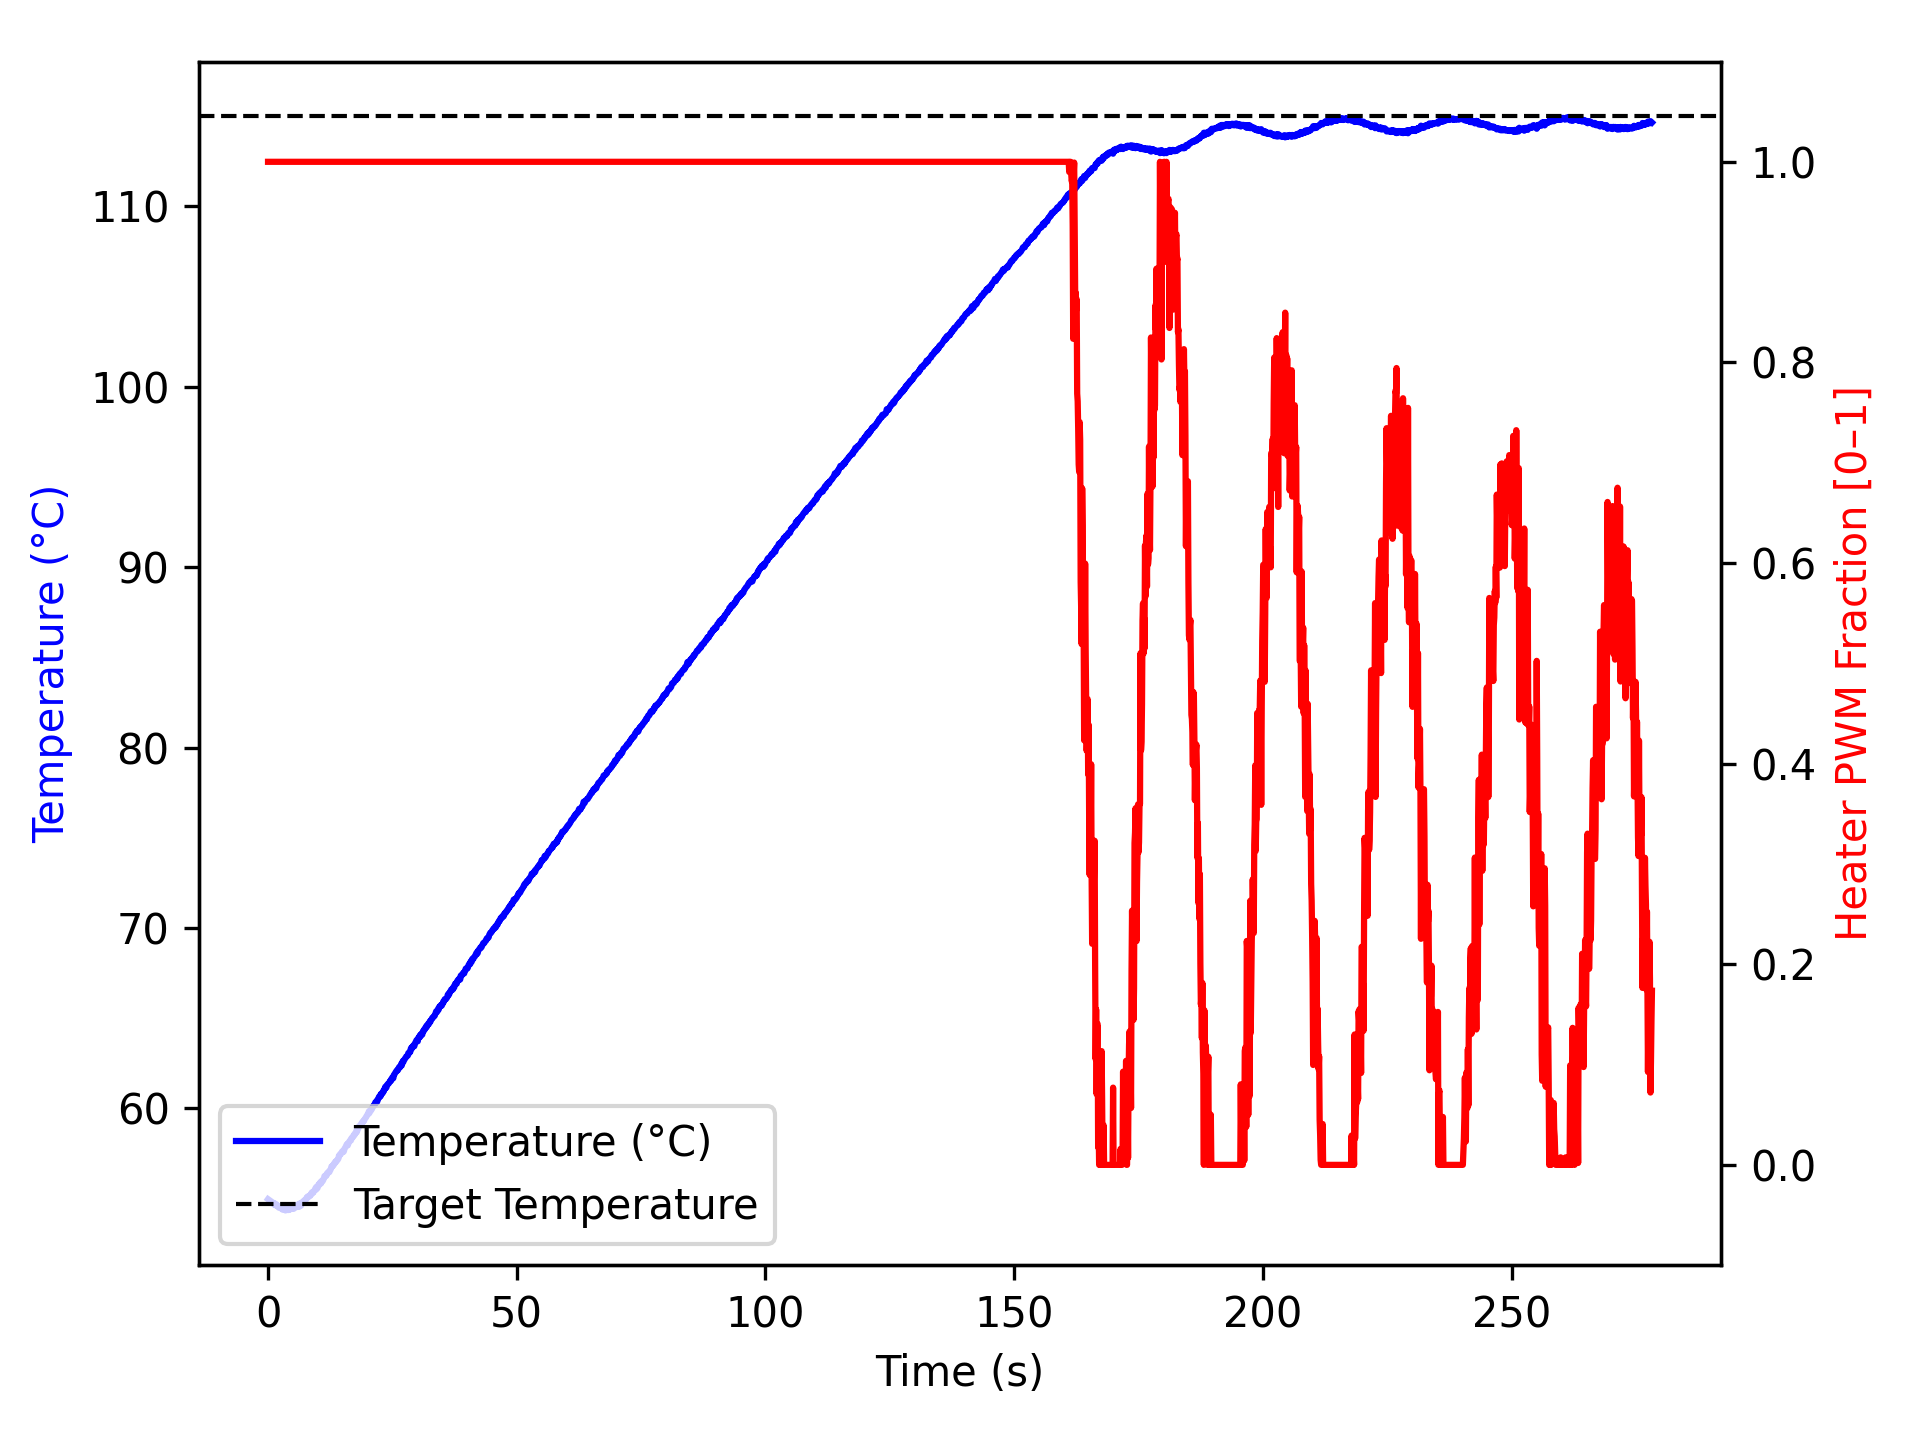 110
100
90
80
70
60
Temperature (°C)
1.0
0.8
0.6
0.4
0.2
0.0
Heater PWM Fraction [0–1]
Temperature (°C)
Target Temperature
0 50 100 150 200 250
Time (s)